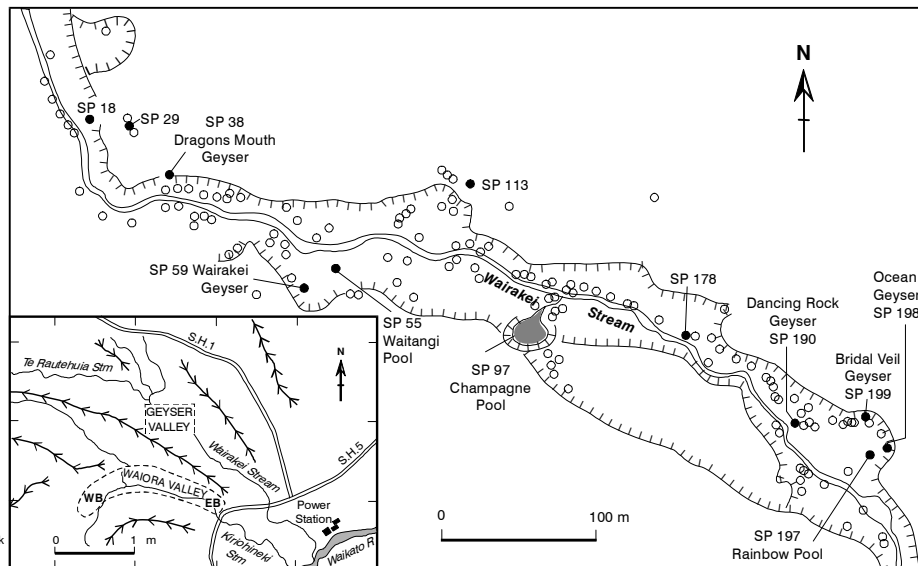 N
SP 18
SP 29
SP 38
Dragons Mouth
Geyser
SP 113
SP 59 Wairakei
Geyser
SP 55
Waitangi
Pool
Wairakei
Stream
SP 97
Champagne
Pool
SP 178
Dancing Rock
Geyser
SP 190
Ocean
Geyser
SP 198
Bridal Veil
Geyser
SP 199
SP 197
Rainbow Pool
0
100 m
N
S.H.1
Te Rautehuia Stm
GEYSER
VALLEY
Wairakei Stream
S.H.5
WAIORA VALLEY
WB
EB
Power
Station
Kiriohineki
Stm
Waikato R
k
0
1
m